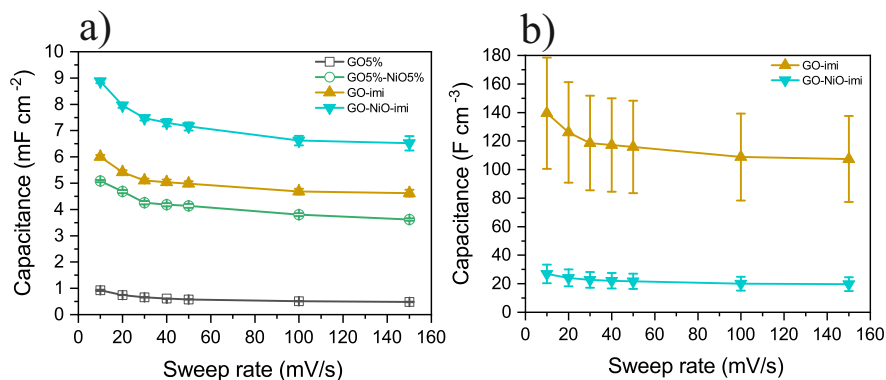 a)
Capacitance (mF cm⁻²)
10
9
8
7
6
5
4
3
2
1
0
0 20 40 60 80 100 120 140 160
Sweep rate (mV/s)
GO5%
GO5%-NiO5%
GO-imi
GO-NiO-imi
b)
Capacitance (F cm⁻³)
180
160
140
120
100
80
60
40
20
0
0 20 40 60 80 100 120 140 160
Sweep rate (mV/s)
GO-imi
GO-NiO-imi